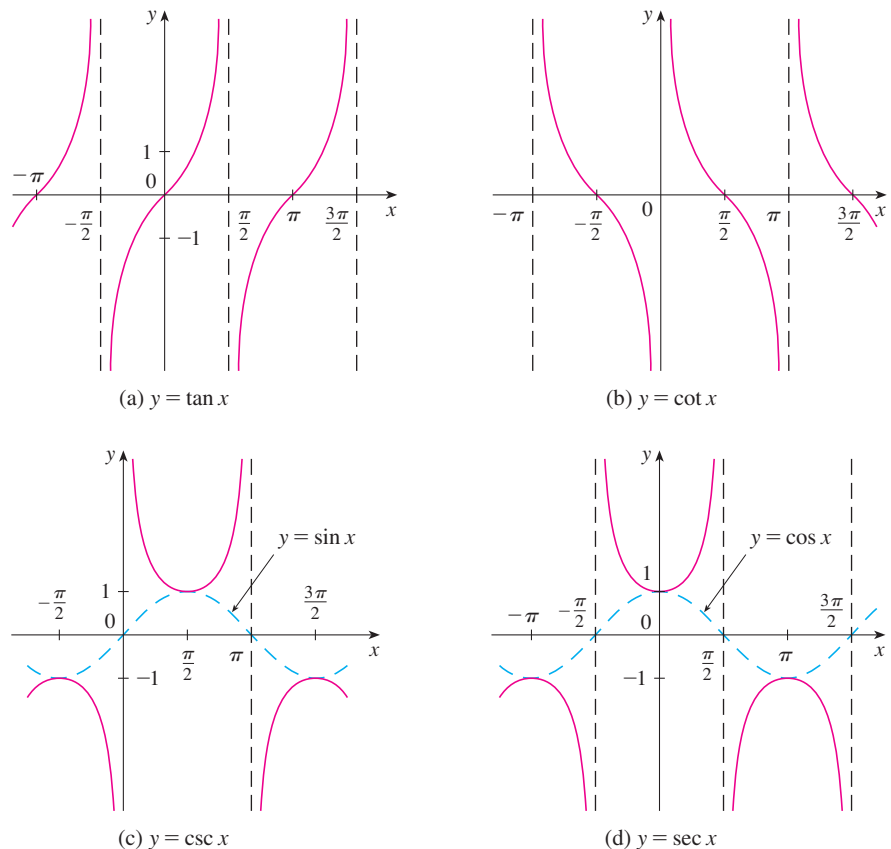 y
1
0
−π
−π/2
π/2
π
3π/2
x
−1
(a) y = tan x
y
0
−π
−π/2
π/2
π
3π/2
x
(b) y = cot x
y
y = sin x
−π/2
1
0
3π/2
π/2
π
x
−1
(c) y = csc x
y
y = cos x
1
−π
−π/2
0
3π/2
π/2
π
x
−1
(d) y = sec x